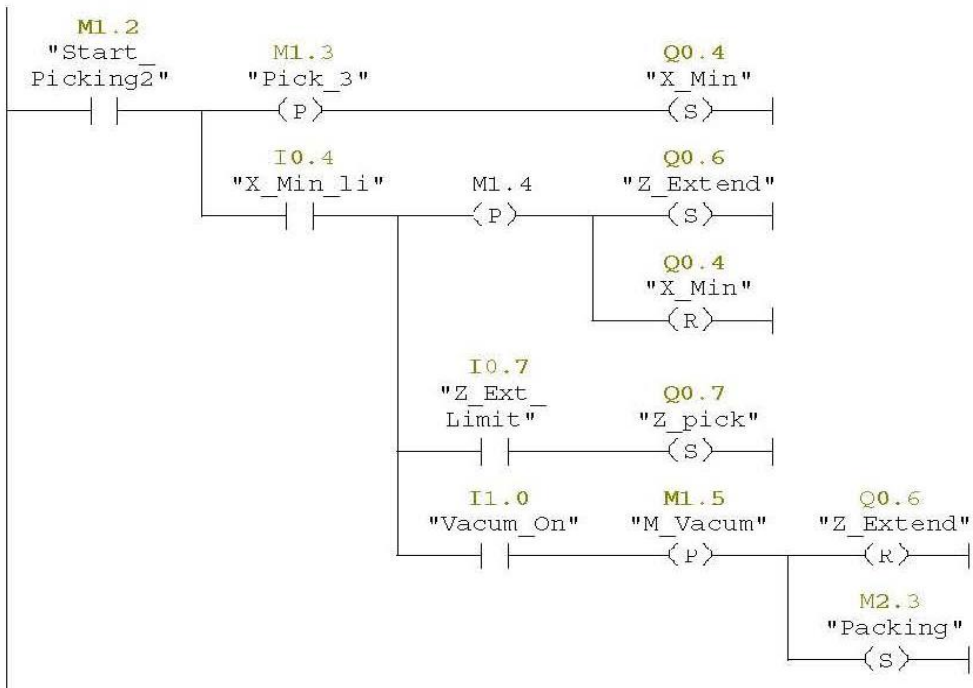 M1.2
"Start_
Picking2"
M1.3
"Pick_3"
(P)
Q0.4
"X_Min"
(S)
I0.4
"X_Min_li"
M1.4
(P)
Q0.6
"Z_Extend"
(S)
Q0.4
"X_Min"
(R)
I0.7
"Z_Ext_
Limit"
Q0.7
"Z_pick"
(S)
I1.0
"Vacum_On"
M1.5
"M_Vacum"
(P)
Q0.6
"Z_Extend"
(R)
M2.3
"Packing"
(S)